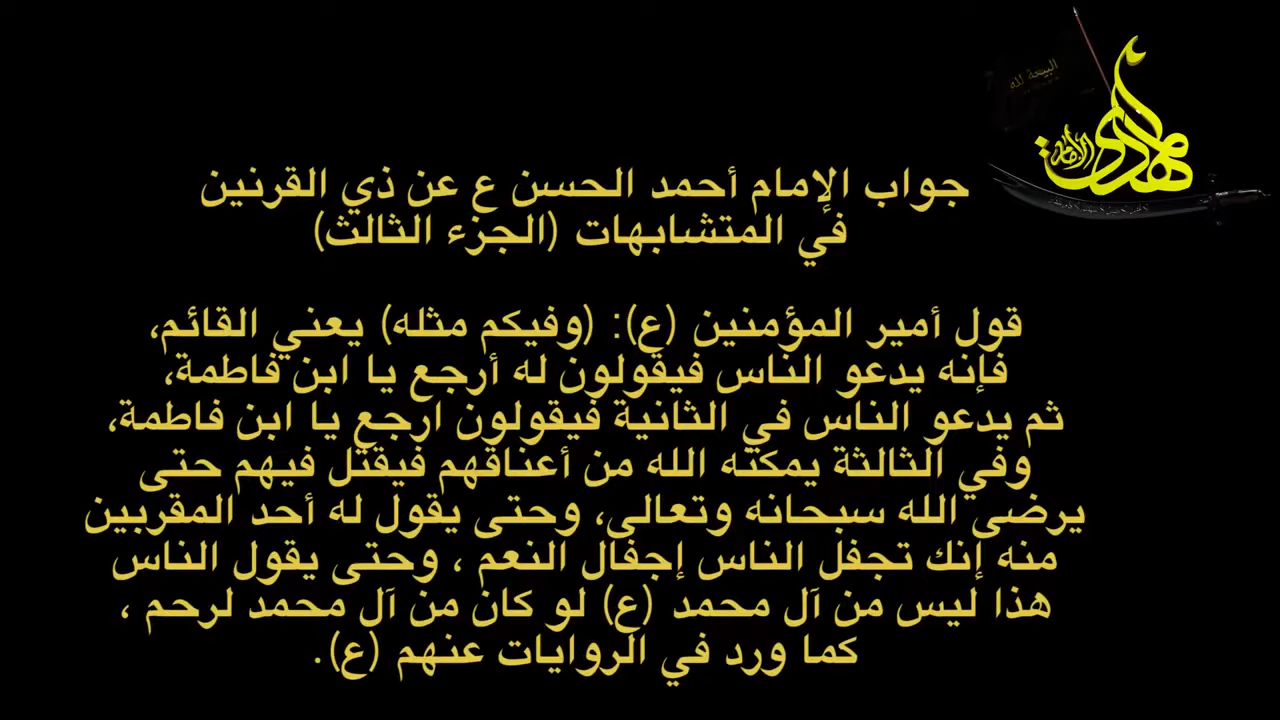 البيعة لله
الإمام
المهدي
جواب الإمام أحمد الحسن ع عن ذي القرنين
في المتشابهات (الجزء الثالث)
قول أمير المؤمنين (ع): (وفيكم مثله) يعني القائم،
فإنه يدعو الناس فيقولون له أرجع يا ابن فاطمة،
ثم يدعو الناس في الثانية فيقولون ارجع يا ابن فاطمة،
وفي الثالثة يمكنه الله من أعناقهم فيقتل فيهم حتى
يرضى الله سبحانه وتعالى، وحتى يقول له أحد المقربين
منه إنك تجفل الناس إجفال النعم ، وحتى يقول الناس
هذا ليس من آل محمد (ع) لو كان من آل محمد لرحم ،
كما ورد في الروايات عنهم (ع).